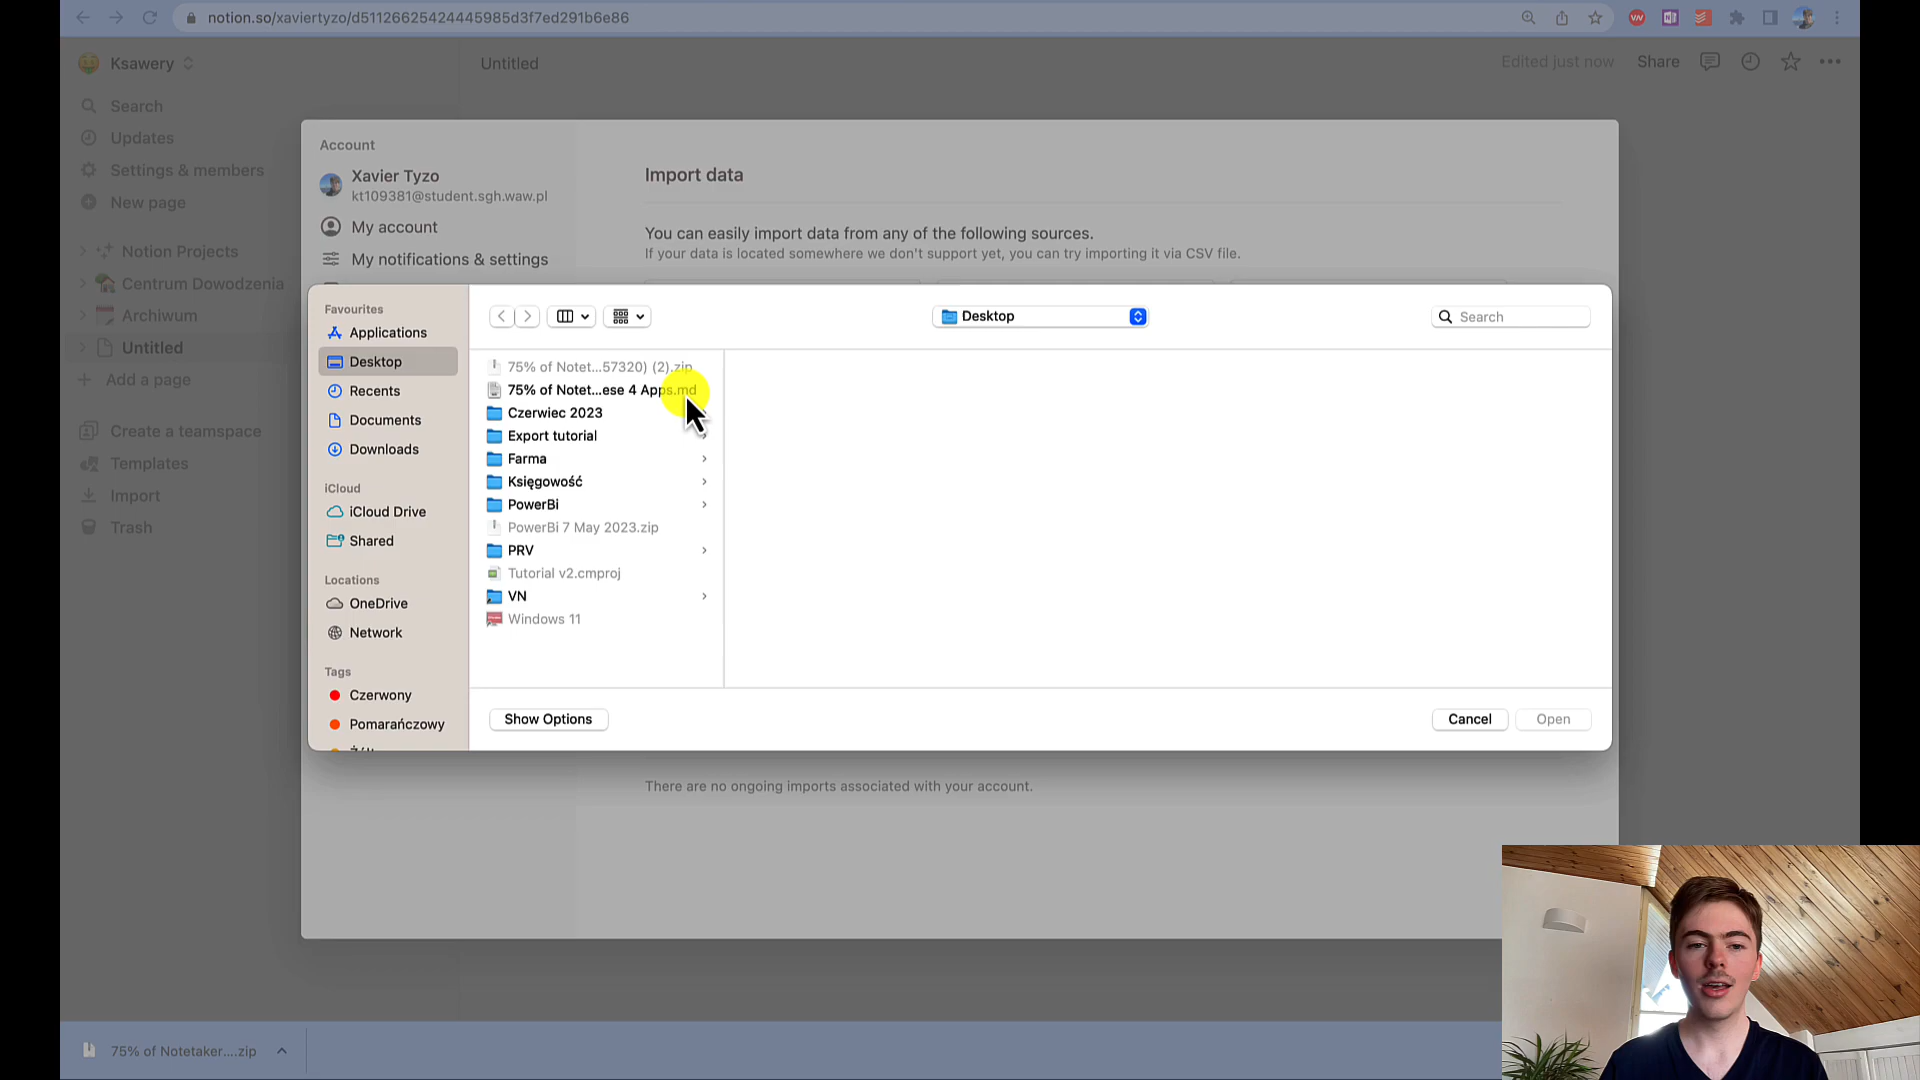 notion.so/xaviertyzo/d51126625424445985d3f7ed291b6e86
Ksawery
Untitled
Edited just now
Share
Search
Updates
Settings & members
New page
Notion Projects
Centrum Dowodzenia
Archiwum
Untitled
Add a page
Create a teamspace
Templates
Import
Trash
Account
Xavier Tyzo
kt109381@student.sgh.waw.pl
My account
My notifications & settings
Import data
You can easily import data from any of the following sources.
If your data is located somewhere we don't support yet, you can try importing it via CSV file.
Favourites
Applications
Desktop
Recents
Documents
Downloads
iCloud
iCloud Drive
Shared
Locations
OneDrive
Network
Tags
Czerwony
Pomarańczowy
Desktop
Search
75% of Notet...57320) (2).zip
75% of Notet...ese 4 Apps.md
Czerwiec 2023
Export tutorial
Farma
Księgowość
PowerBi
PowerBi 7 May 2023.zip
PRV
Tutorial v2.cmproj
VN
Windows 11
Show Options
Cancel
Open
There are no ongoing imports associated with your account.
75% of Notetaker....zip